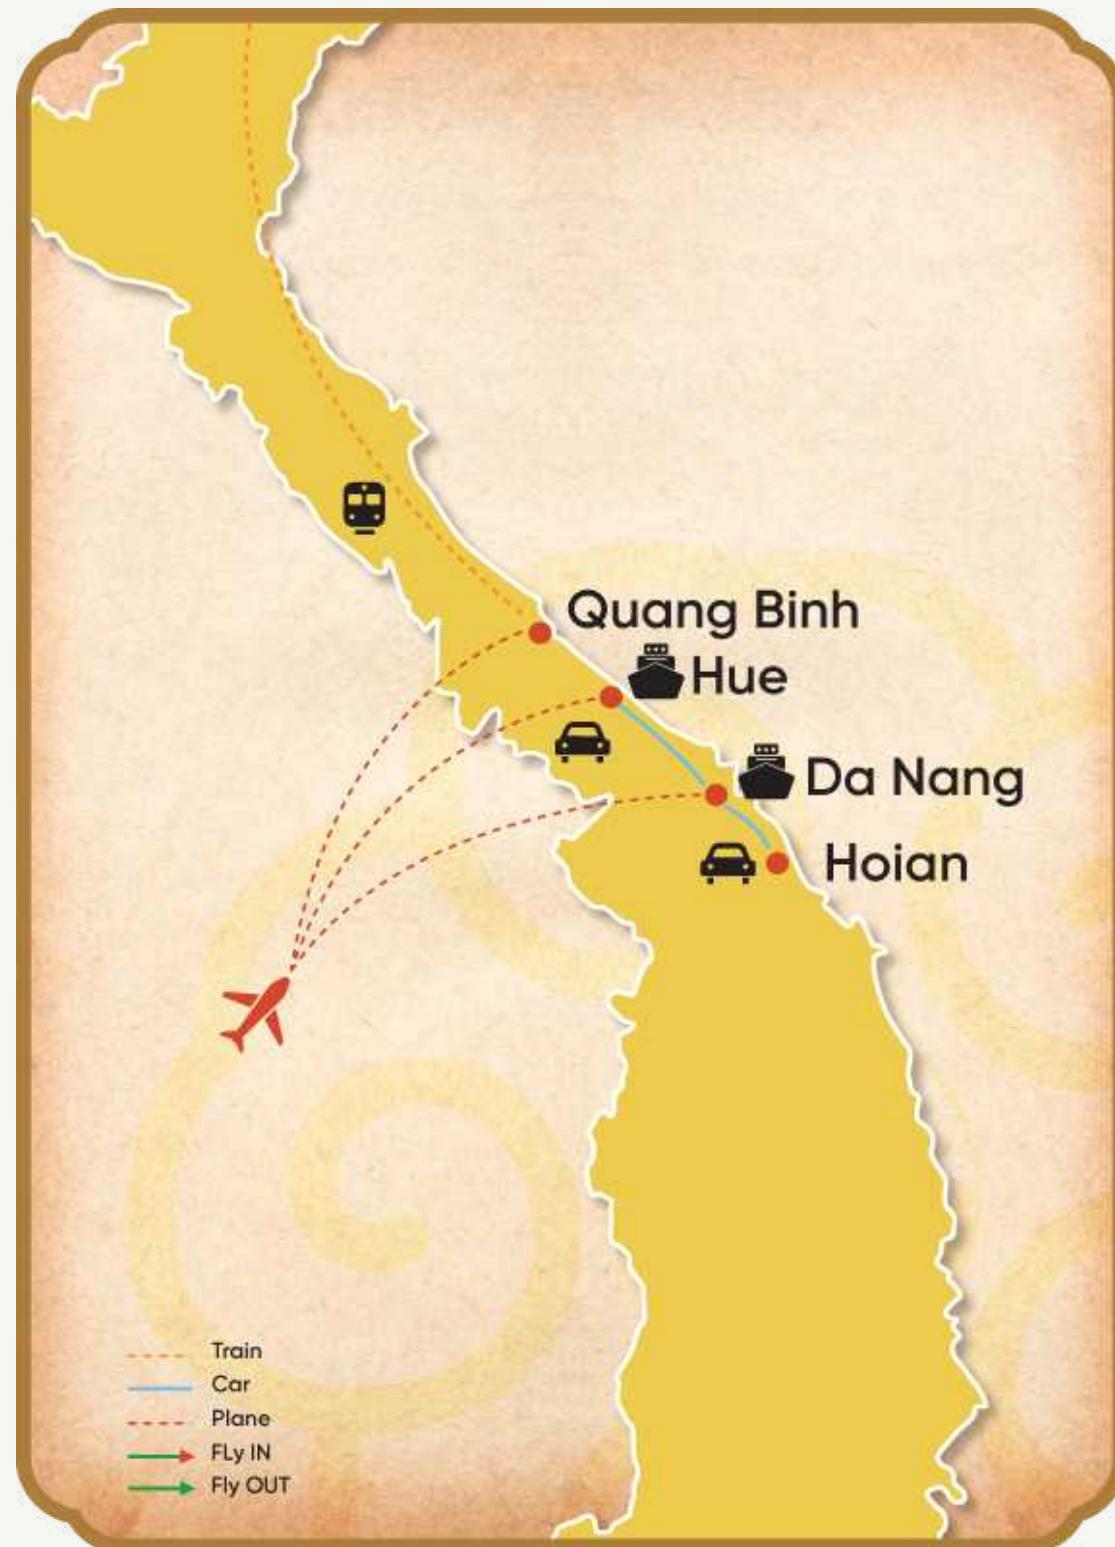 Quang Binh
Hue
Da Nang
Hoian
Train
Car
Plane
FLy IN
Fly OUT